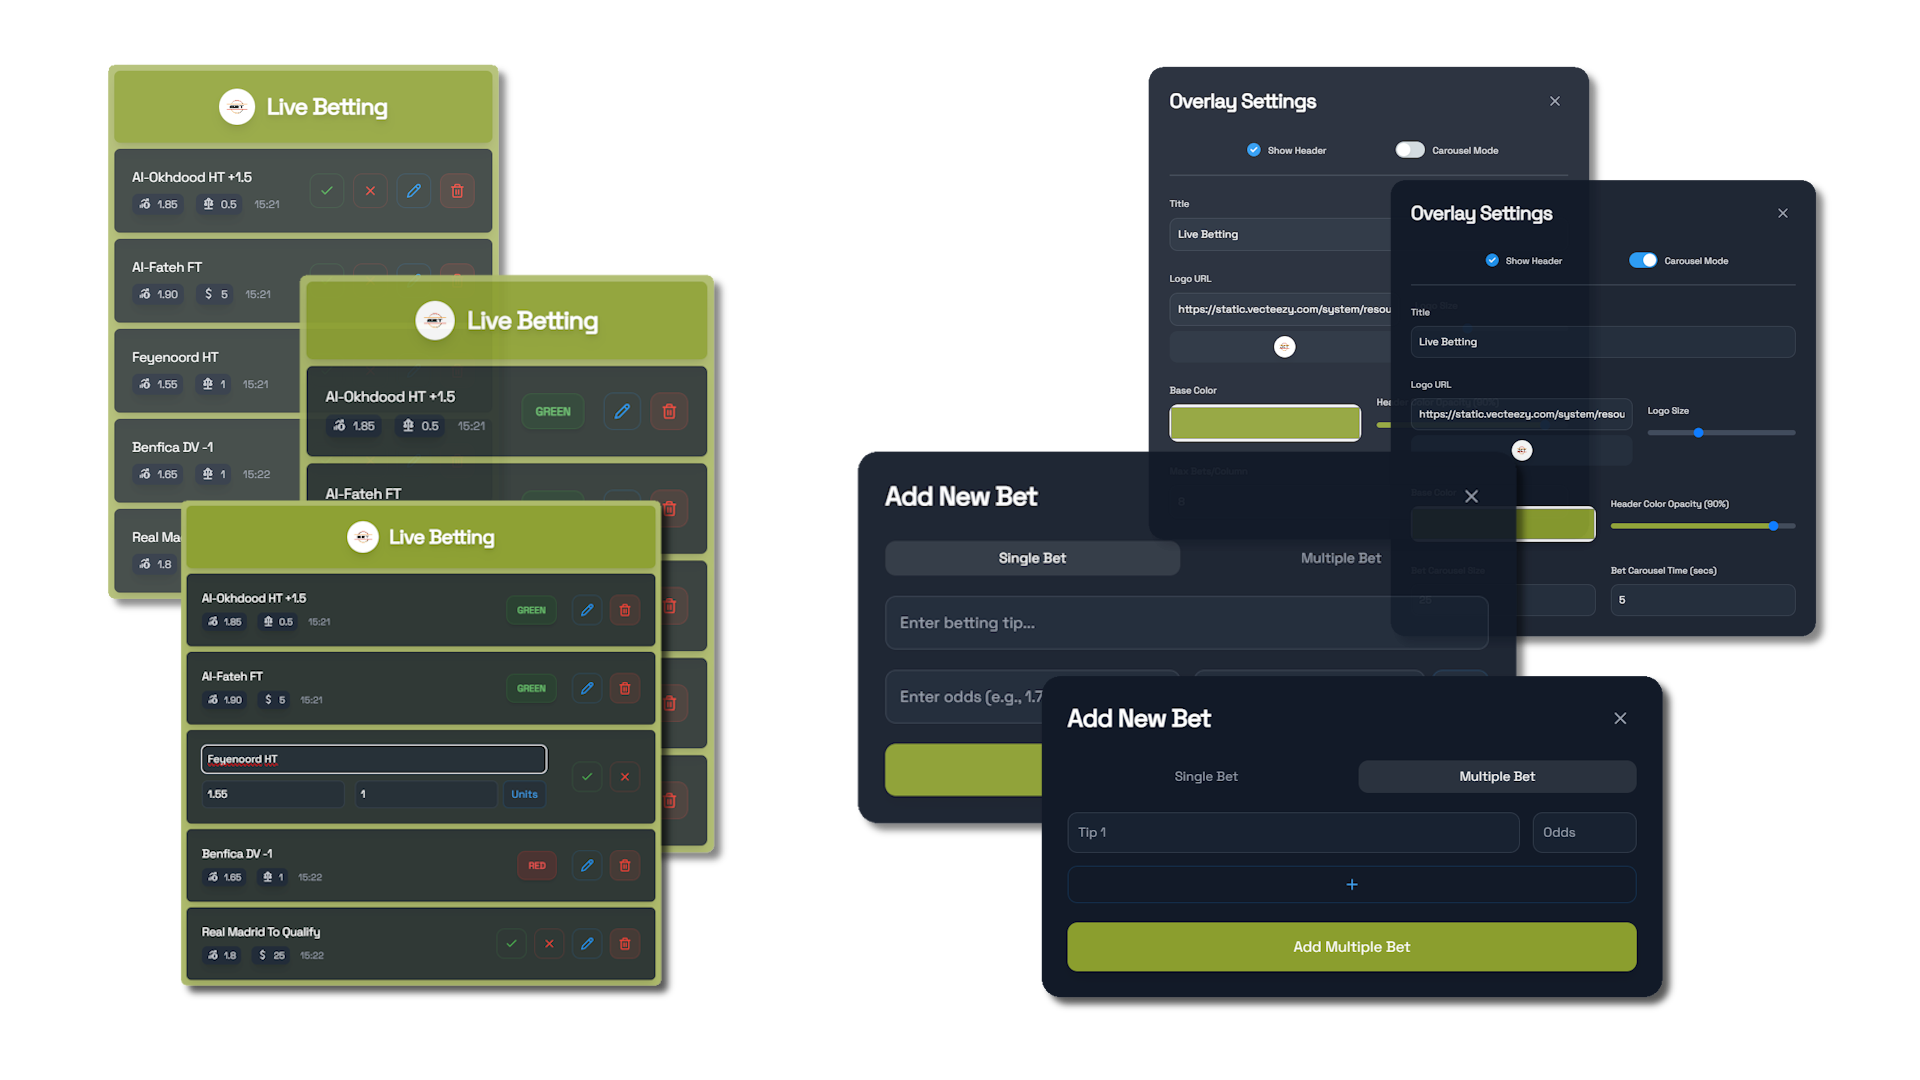 Live Betting
Al-Okhdood HT +1.5
1.85 0.5 15:21
Al-Fateh FT
1.90 $ 5 15:21
Feyenoord HT
1.55 1 15:21
Benfica DV -1
1.65 1 15:22
Real Ma
1.8
Live Betting
Al-Okhdood HT +1.5
1.85 0.5 15:21
GREEN
Al-Fateh FT
Live Betting
Al-Okhdood HT +1.5
1.85 0.5 15:21
GREEN
Al-Fateh FT
1.90 $ 5 15:21
GREEN
Feyenoord HT
1.55 1 Units
Benfica DV -1
1.65 1 15:22
RED
Real Madrid To Qualify
1.8 $ 25 15:22
Overlay Settings
Show Header Carousel Mode
Title
Live Betting
Logo URL
https://static.vecteezy.com/system/resou
Base Color
Hea
Overlay Settings
Show Header Carousel Mode
Title
Live Betting
Logo URL
https://static.vecteezy.com/system/resou
Logo Size
Base Color
Header Color Opacity (90%)
Bet Carousel Size
25
Bet Carousel Time (secs)
5
Add New Bet
Single Bet Multiple Bet
Enter betting tip...
Enter odds (e.g., 1.7
Add New Bet
Single Bet Multiple Bet
Tip 1 Odds
+
Add Multiple Bet